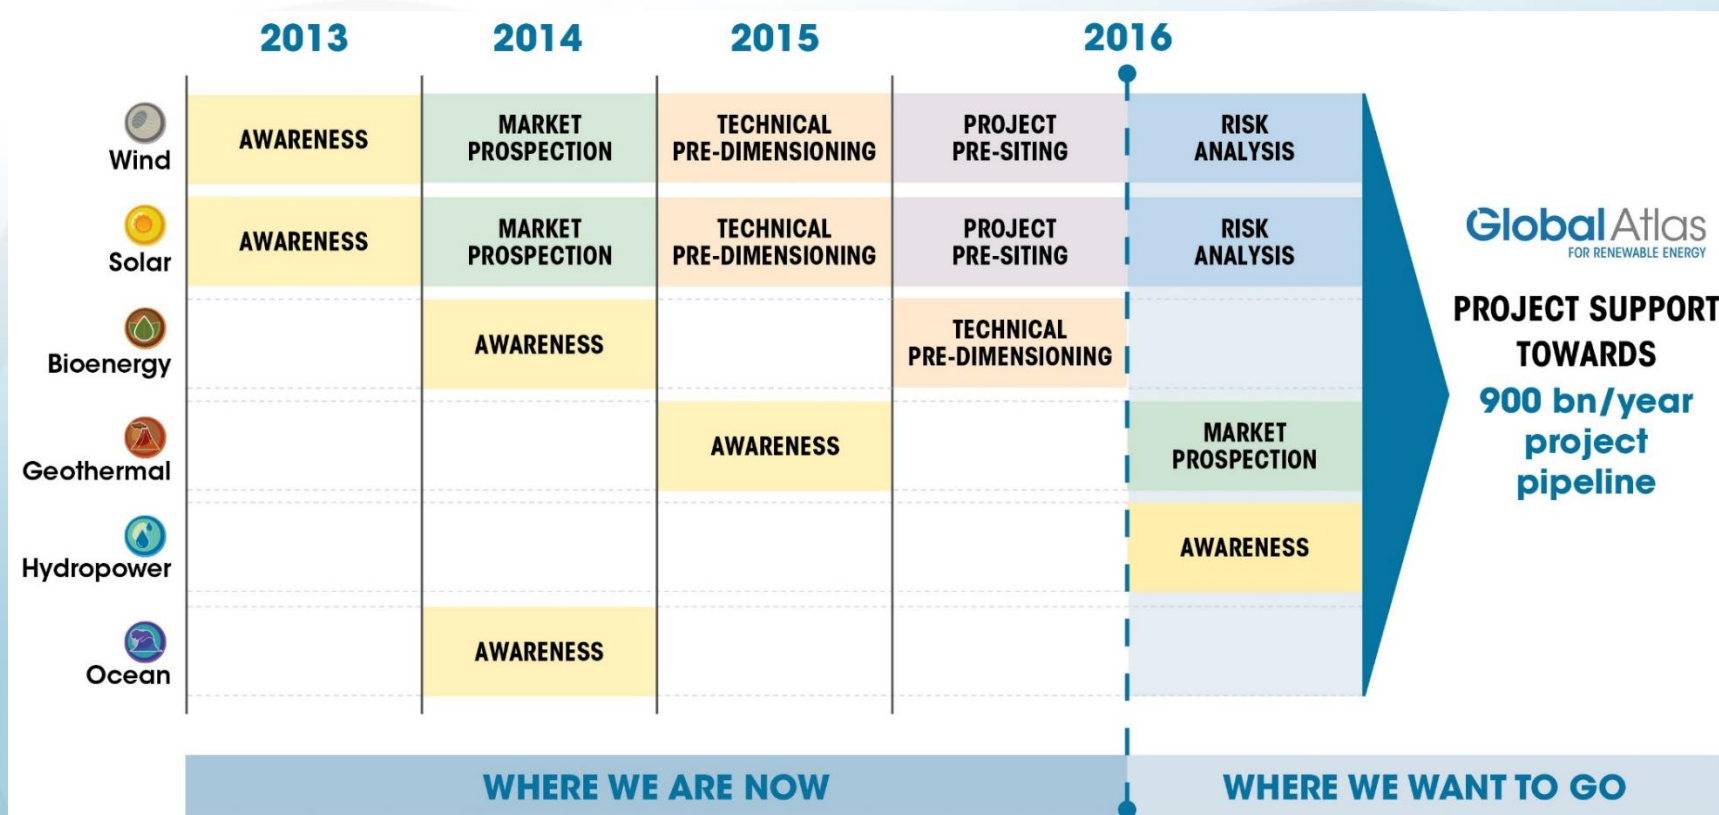 2013 2014 2015 2016
Wind
AWARENESS
MARKET
PROSPECTION
TECHNICAL
PRE-DIMENSIONING
PROJECT
PRE-SITING
RISK
ANALYSIS
Solar
AWARENESS
MARKET
PROSPECTION
TECHNICAL
PRE-DIMENSIONING
PROJECT
PRE-SITING
RISK
ANALYSIS
Bioenergy
AWARENESS
TECHNICAL
PRE-DIMENSIONING
Geothermal
AWARENESS
MARKET
PROSPECTION
Hydropower
AWARENESS
Ocean
AWARENESS
Global Atlas
FOR RENEWABLE ENERGY
PROJECT SUPPORT
TOWARDS
900 bn/year
project
pipeline
WHERE WE ARE NOW
WHERE WE WANT TO GO